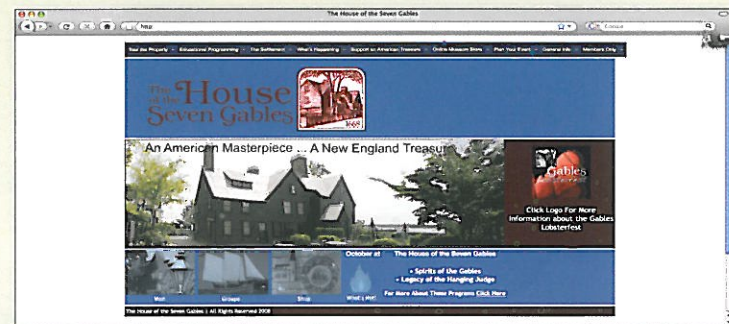 The House of the Seven Gables
http:
Google
Tour the Property Educational Programming The Settlement What's Happening Support an American Treasure Online Museum Store Plan Your Event General Info Members Only
The House
of the Seven Gables
1668
An American Masterpiece ... A New England Treasure
Gables
Click Logo For More
Information about the Gables
Lobsterfest
October at The House of the Seven Gables
Spirits of the Gables
Legacy of the Hanging Judge
For More About These Programs Click Here
Visit Groups Shop What's Hot!
The House of the Seven Gables | All Rights Reserved 2008